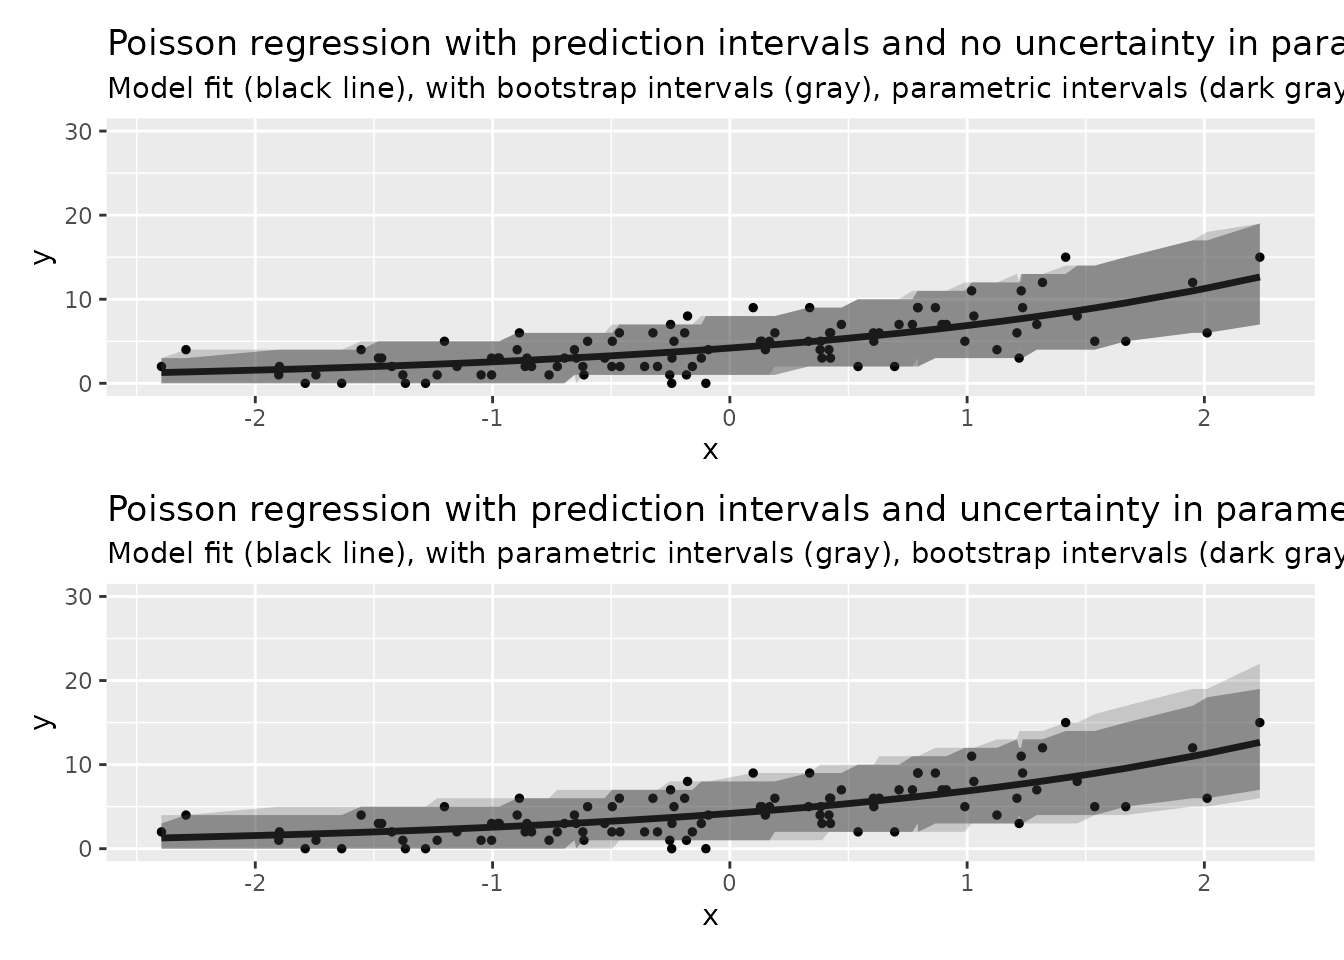 Poisson regression with prediction intervals and no uncertainty in para
Model fit (black line), with bootstrap intervals (gray), parametric intervals (dark gray
30
20
10
0
y
-2 -1 0 1 2
x
Poisson regression with prediction intervals and uncertainty in parame
Model fit (black line), with parametric intervals (gray), bootstrap intervals (dark gray
30
20
10
0
y
-2 -1 0 1 2
x